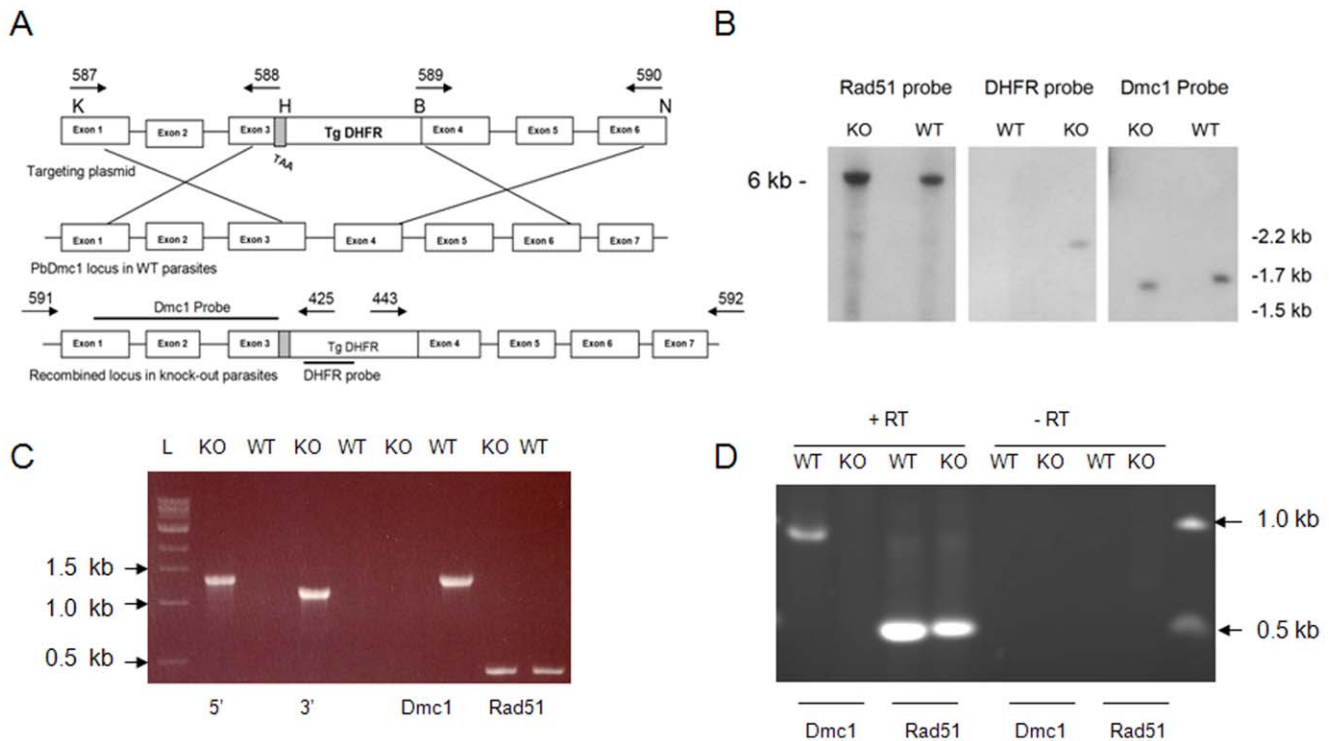 A
587 588 589 590
K H B N
Exon 1 Exon 2 Exon 3 Tg DHFR Exon 4 Exon 5 Exon 6
TAA
Targeting plasmid
Exon 1 Exon 2 Exon 3 Exon 4 Exon 5 Exon 6 Exon 7
PbDmc1 locus in WT parasites
591 Dmc1 Probe 425 443 592
Exon 1 Exon 2 Exon 3 Tg DHFR Exon 4 Exon 5 Exon 6 Exon 7
Recombined locus in knock-out parasites DHFR probe
B
Rad51 probe DHFR probe Dmc1 Probe
KO WT WT KO KO WT
6 kb -
-2.2 kb
-1.7 kb
-1.5 kb
C
L KO WT KO WT KO WT KO WT
1.5 kb
1.0 kb
0.5 kb
5' 3' Dmc1 Rad51
D
+ RT - RT
WT KO WT KO WT KO WT KO
1.0 kb
0.5 kb
Dmc1 Rad51 Dmc1 Rad51